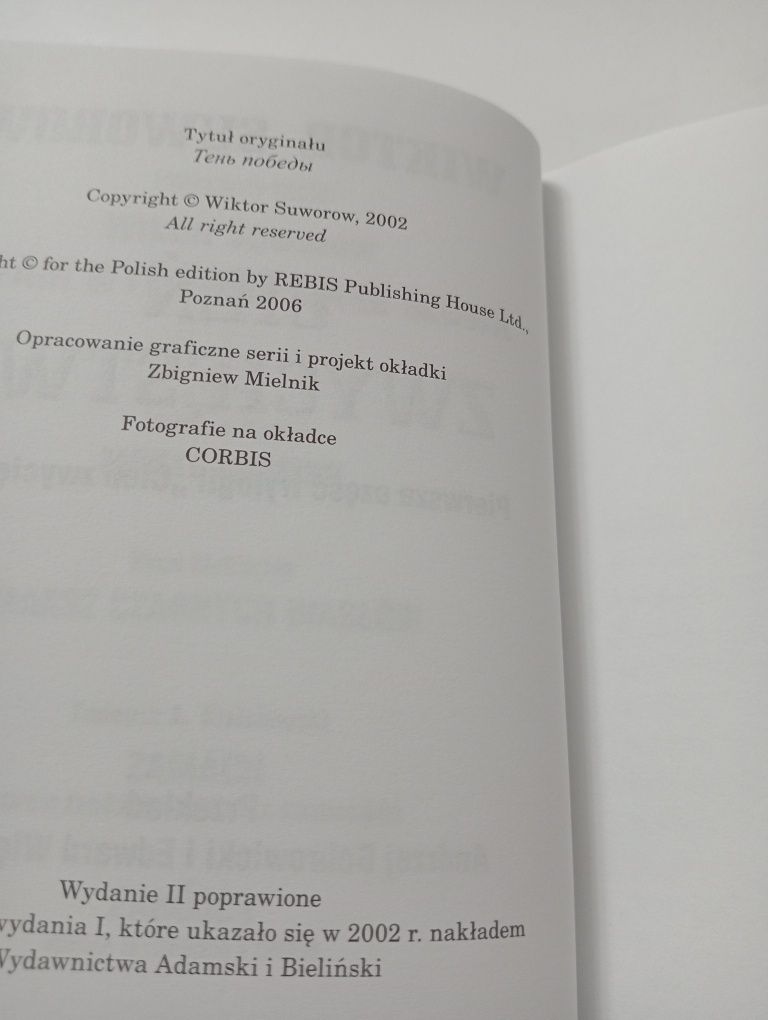 Tytuł oryginału
Тень победы
Copyright © Wiktor Suworow, 2002
All right reserved
ht © for the Polish edition by REBIS Publishing House Ltd.,
Poznań 2006
Opracowanie graficzne serii i projekt okładki
Zbigniew Mielnik
Fotografie na okładce
CORBIS
Wydanie II poprawione
wydania I, które ukazało się w 2002 r. nakładem
Wydawnictwa Adamski i Bieliński